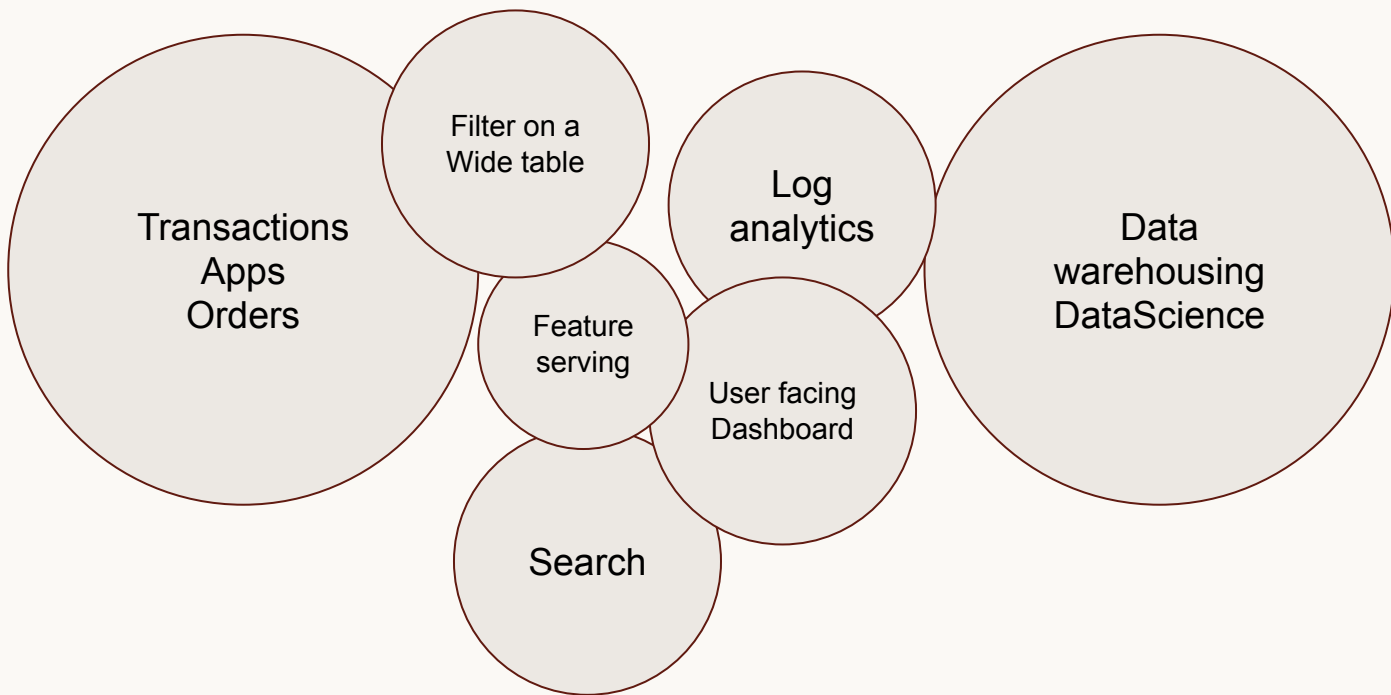 Transactions
Apps
Orders
Filter on a
Wide table
Feature
serving
Search
Log
analytics
User facing
Dashboard
Data
warehousing
DataScience